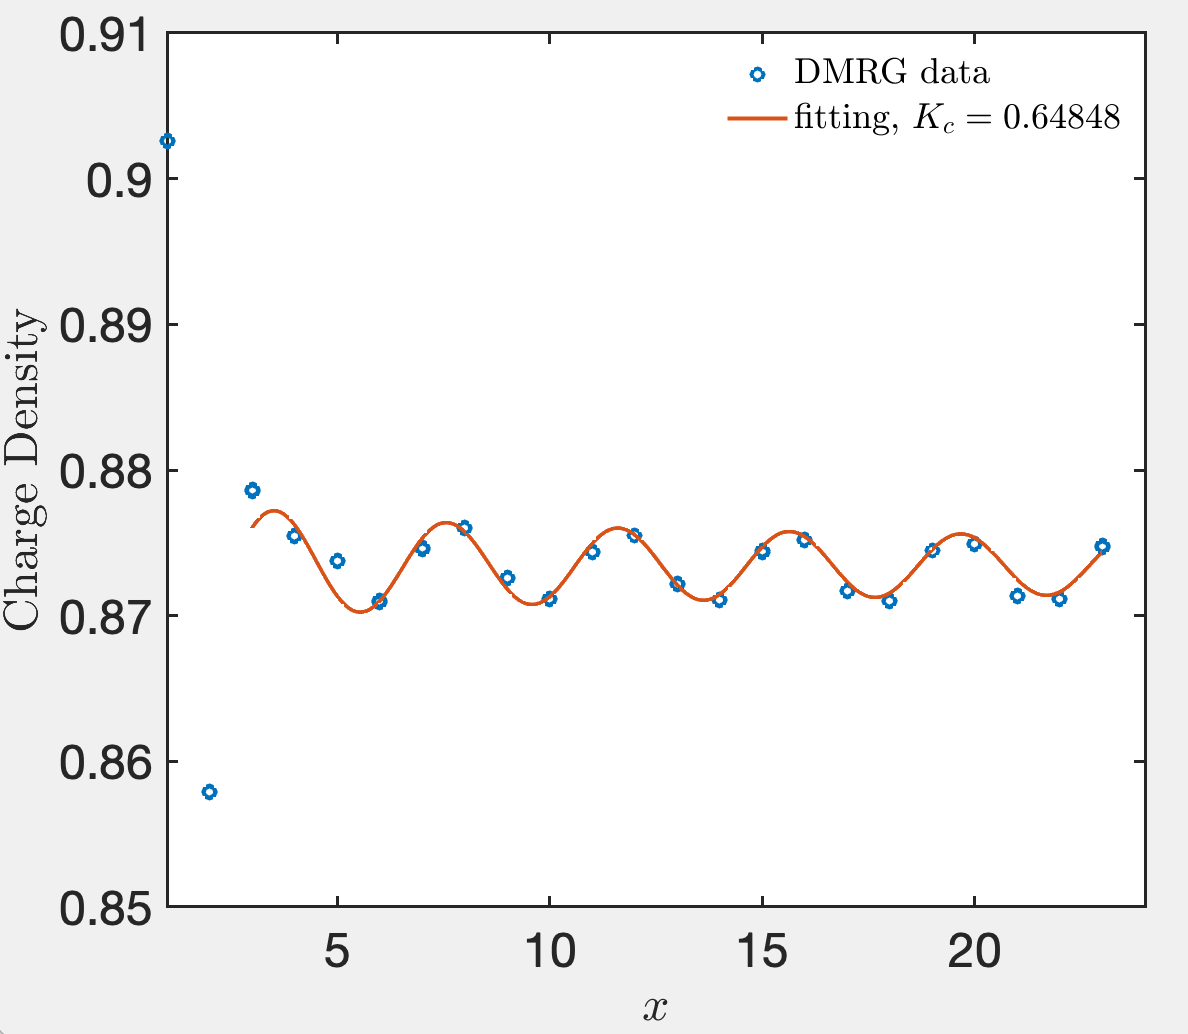 0.91
0.9
0.89
0.88
0.87
0.86
0.85
Charge Density
DMRG data
fitting, $K_c = 0.64848$
5 10 15 20
x